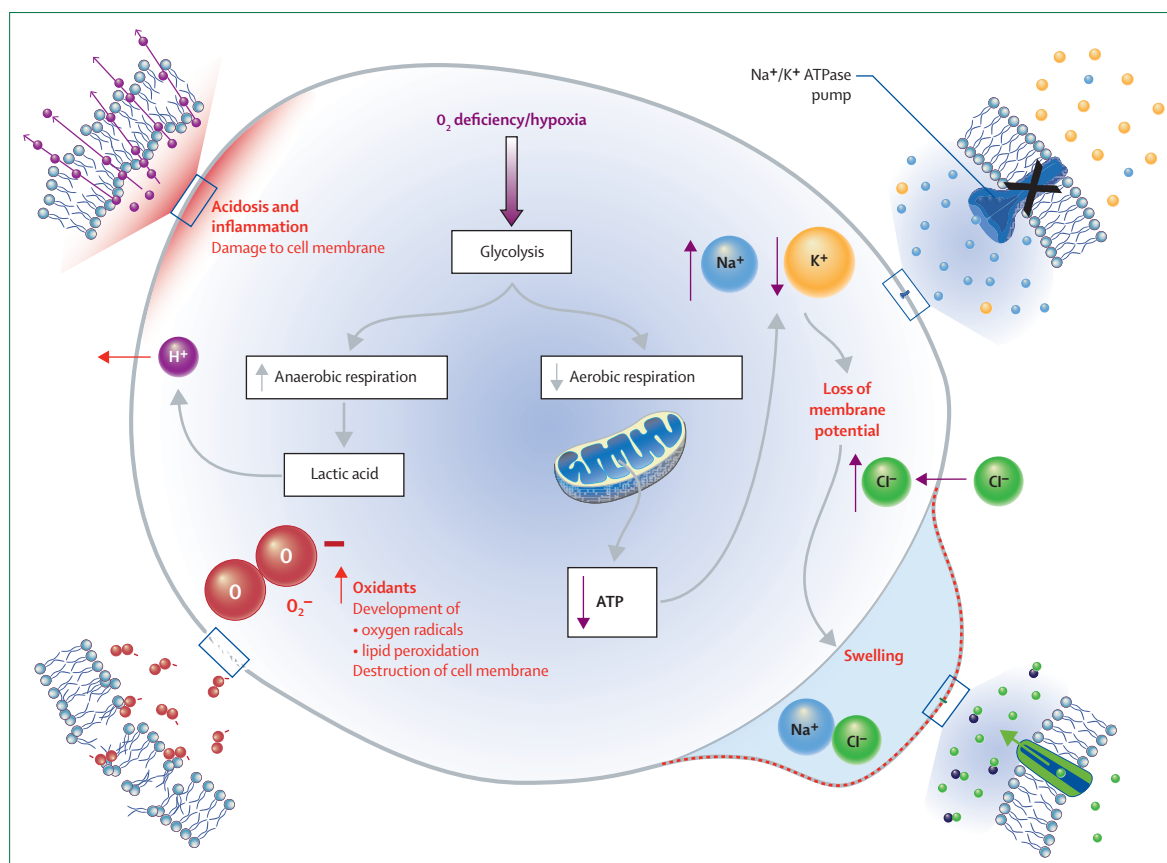 Na⁺/K⁺ ATPase
pump
O₂ deficiency/hypoxia
Acidosis and
inflammation
Damage to cell membrane
Glycolysis
Na⁺
K⁺
H⁺
Anaerobic respiration
Aerobic respiration
Loss of
membrane
potential
Lactic acid
Cl⁻
Cl⁻
O
O
O₂⁻
Oxidants
Development of
• oxygen radicals
• lipid peroxidation
Destruction of cell membrane
ATP
Swelling
Na⁺
Cl⁻